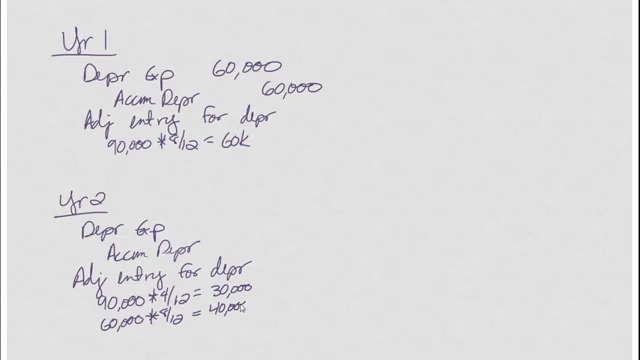 Yr 1
Depr Exp 60,000
Accum Depr 60,000
Adj entry for depr
90,000 * 8/12 = 60k
Yr 2
Depr Exp
Accum Depr
Adj entry for depr
90,000 * 4/12 = 30,000
60,000 * 8/12 = 40,000